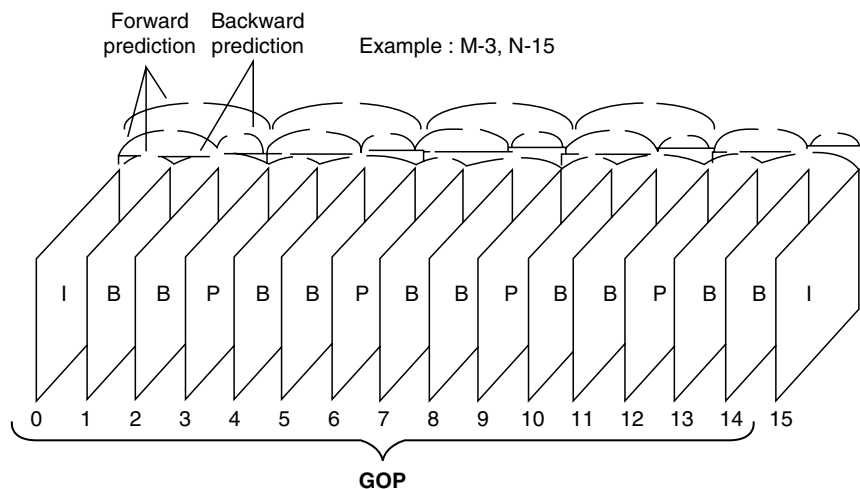 Forward prediction
Backward prediction
Example : M-3, N-15
I B B P B B P B B P B B P B B I
0 1 2 3 4 5 6 7 8 9 10 11 12 13 14 15
GOP